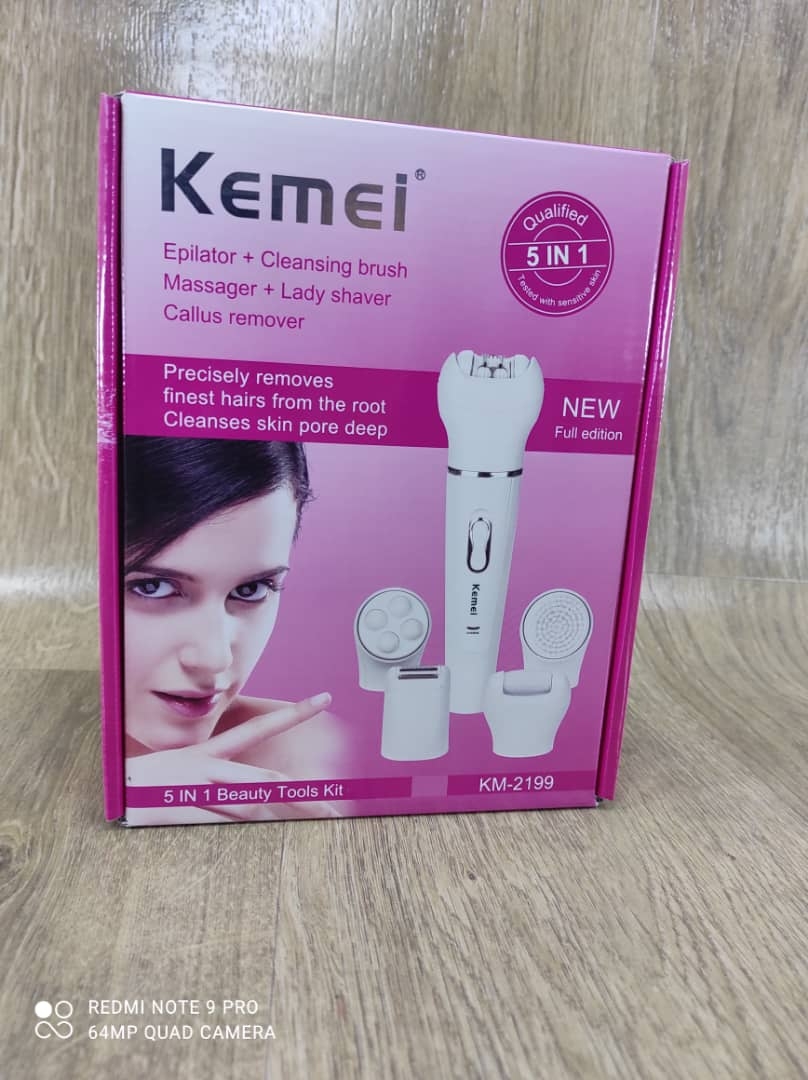 Kemei®
Epilator + Cleansing brush
Massager + Lady shaver
Callus remover
Qualified
5 IN 1
Tested with sensitive skin
Precisely removes
finest hairs from the root
Cleanses skin pore deep
NEW
Full edition
Kemei
5 IN 1 Beauty Tools Kit
KM-2199
REDMI NOTE 9 PRO
64MP QUAD CAMERA